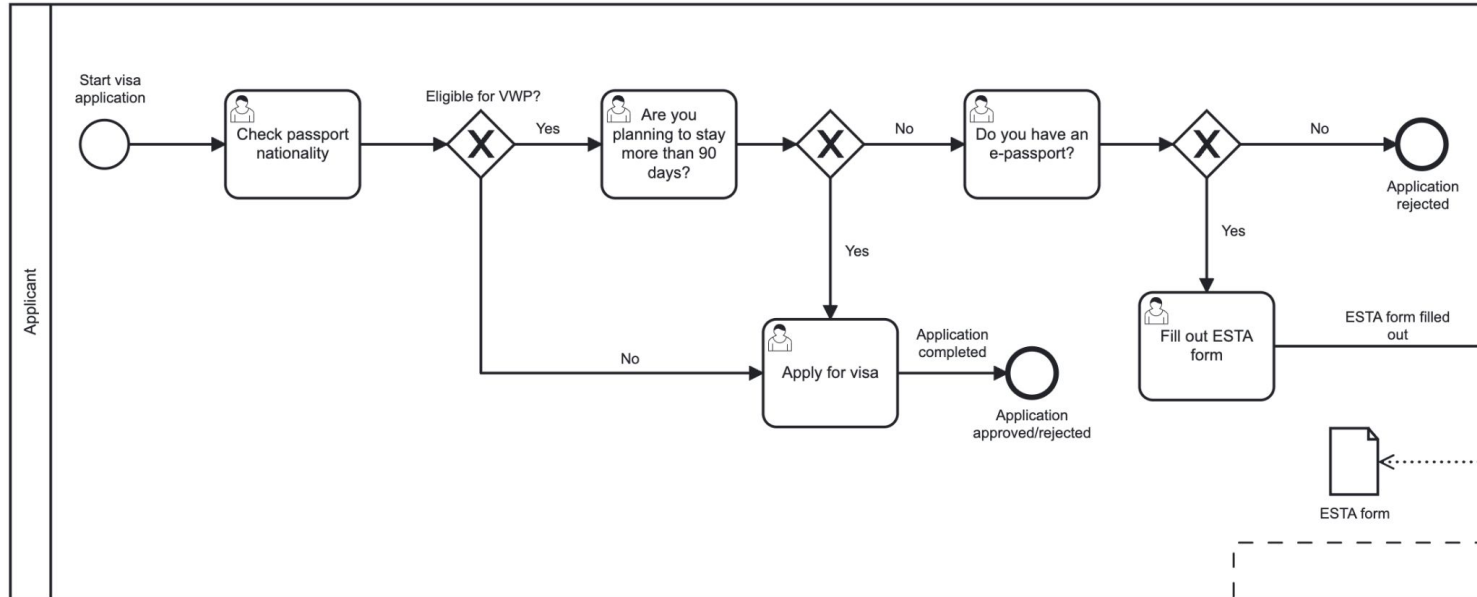 Start visa
application
Check passport
nationality
Eligible for VWP?
Yes
Are you
planning to stay
more than 90
days?
No
Do you have an
e-passport?
No
Application
rejected
Yes
Yes
Applicant
No
Apply for visa
Application
completed
Application
approved/rejected
Fill out ESTA
form
ESTA form filled
out
ESTA form